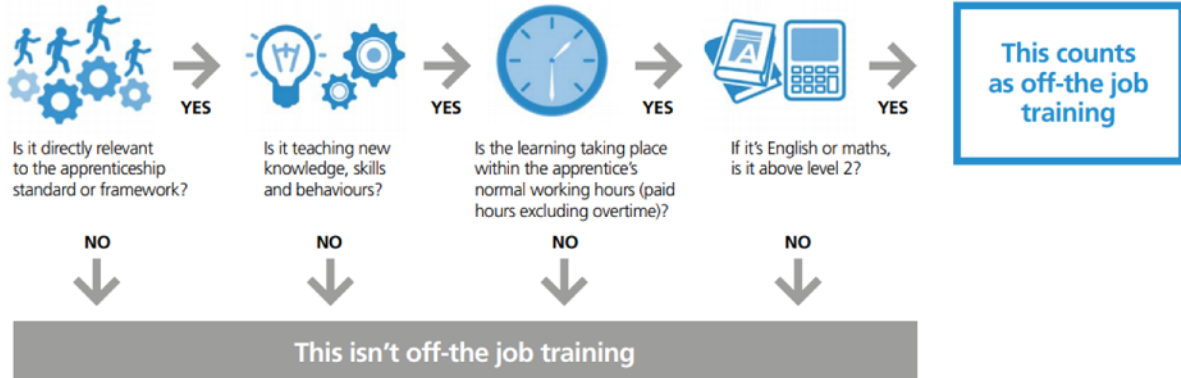 YES
YES
YES
YES
This counts
as off-the job
training
Is it directly relevant
to the apprenticeship
standard or framework?
Is it teaching new
knowledge, skills
and behaviours?
Is the learning taking place
within the apprentice's
normal working hours (paid
hours excluding overtime)?
If it's English or maths,
is it above level 2?
NO
NO
NO
NO
This isn't off-the job training
A